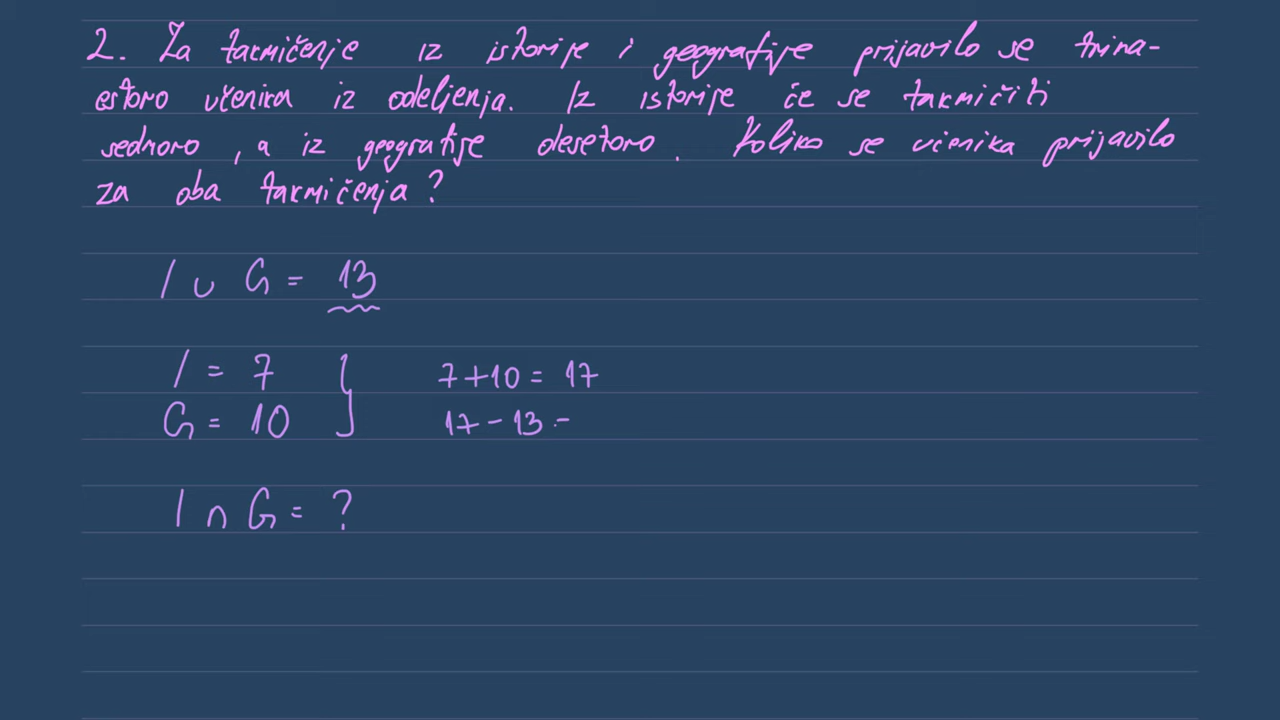 2. Za takmičenje iz istorije i geografije prijavilo se trina-
estoro učenika iz odeljenja. Iz istorije će se takmičiti
sedmoro, a iz geografije desetoro. Koliko se učenika prijavilo
za oba takmičenja?
I ∪ G = 13
I = 7
7+10 = 17
G = 10
17 - 13 =
I ∩ G = ?